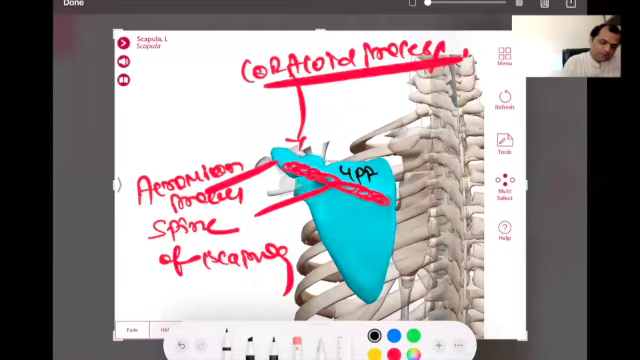 Done
Scapula, L
Scapula
CORACOID PROCESS
Menu
Refresh
Tools
Multi
Select
Help
UPP
Acromion
process
Spine
of scapula
Fade